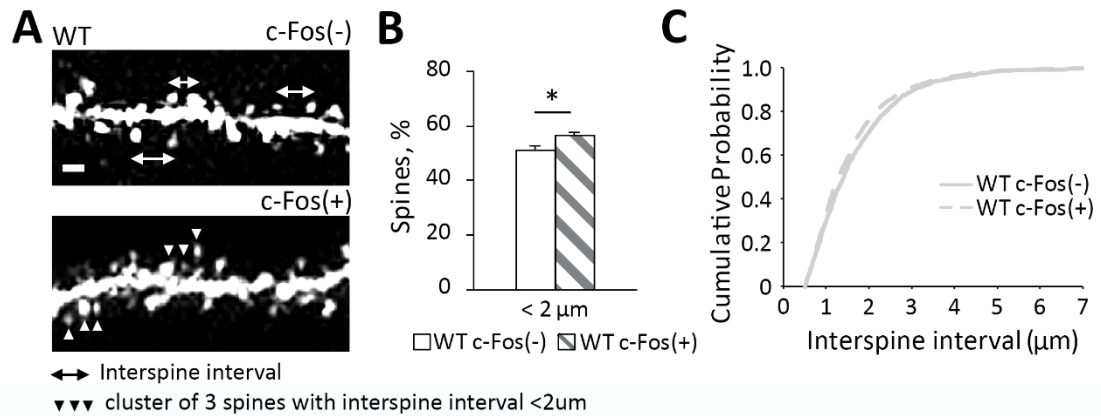 A
WT c-Fos(-)
c-Fos(+)
Interspine interval
cluster of 3 spines with interspine interval <2um
B
Spines, %
80
60
40
20
0
*
< 2 µm
WT c-Fos(-) WT c-Fos(+)
C
Cumulative Probability
1.0
0.8
0.6
0.4
0.2
0
WT c-Fos(-)
WT c-Fos(+)
0 1 2 3 4 5 6 7
Interspine interval (µm)